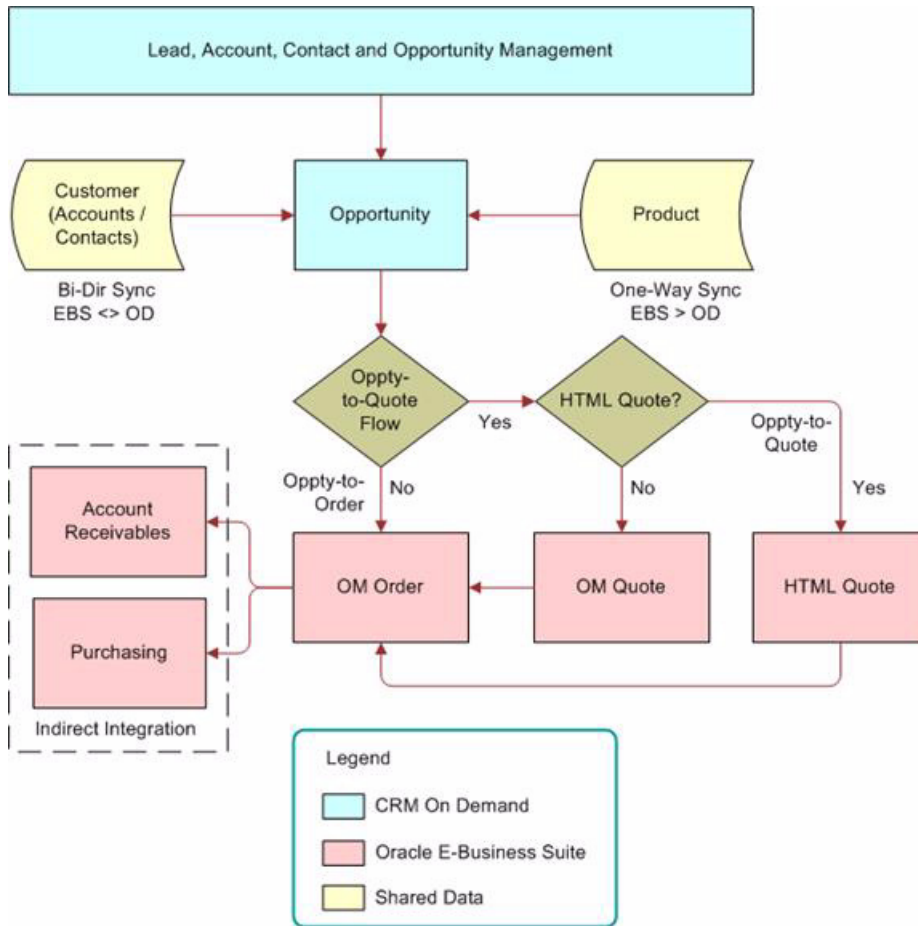 Lead, Account, Contact and Opportunity Management
Customer
(Accounts /
Contacts)
Opportunity
Product
Bi-Dir Sync
EBS <> OD
One-Way Sync
EBS > OD
Oppty-
to-Quote
Flow
Yes
HTML Quote?
Oppty-to-
Quote
Oppty-to-
Order
No
No
Yes
Account
Receivables
OM Order
OM Quote
HTML Quote
Purchasing
Indirect Integration
Legend
CRM On Demand
Oracle E-Business Suite
Shared Data